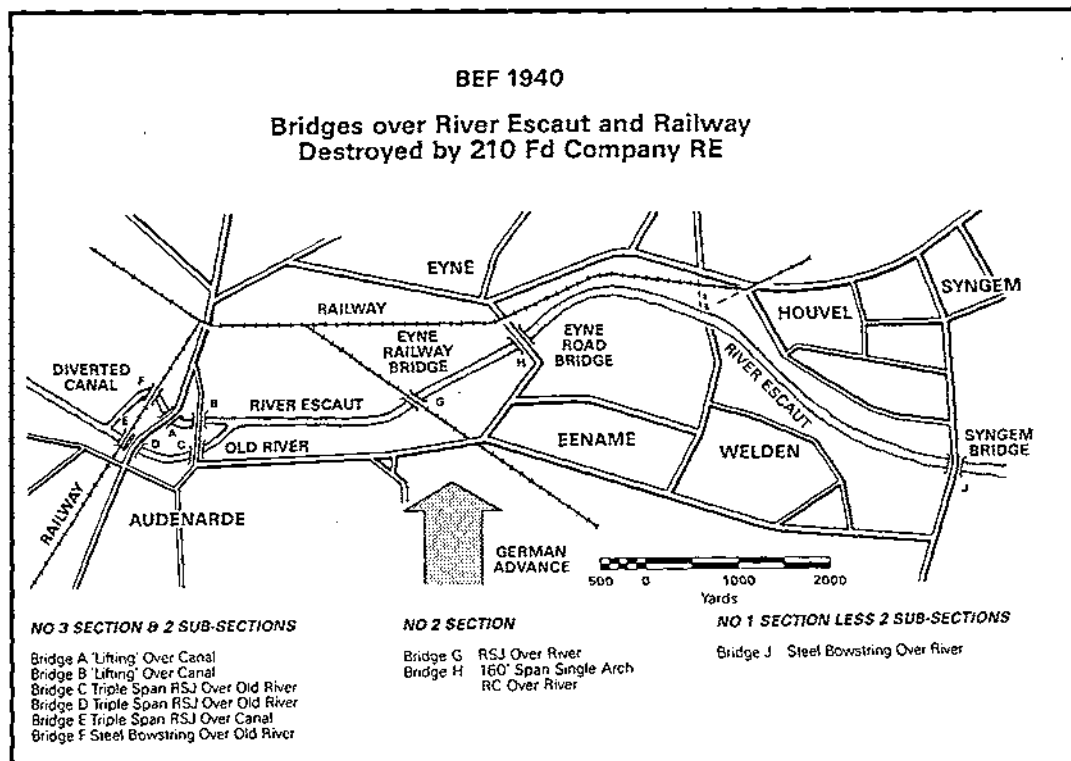 BEF 1940
Bridges over River Escaut and Railway
Destroyed by 210 Fd Company RE
EYNE
SYNGEM
RAILWAY
HOUVEL
EYNE
RAILWAY
BRIDGE
EYNE
ROAD
BRIDGE
H
DIVERTED
CANAL
F
E
RIVER ESCAUT
B
G
RIVER ESCAUT
A
D
C
OLD RIVER
EENAME
WELDEN
SYNGEM
BRIDGE
J
RAILWAY
AUDENARDE
GERMAN
ADVANCE
500 0 1000 2000
Yards
NO 3 SECTION & 2 SUB-SECTIONS
Bridge A 'Lifting' Over Canal
Bridge B 'Lifting' Over Canal
Bridge C Triple Span RSJ Over Old River
Bridge D Triple Span RSJ Over Old River
Bridge E Triple Span RSJ Over Canal
Bridge F Steel Bowstring Over Old River
NO 2 SECTION
Bridge G RSJ Over River
Bridge H 160' Span Single Arch
RC Over River
NO 1 SECTION LESS 2 SUB-SECTIONS
Bridge J Steel Bowstring Over River